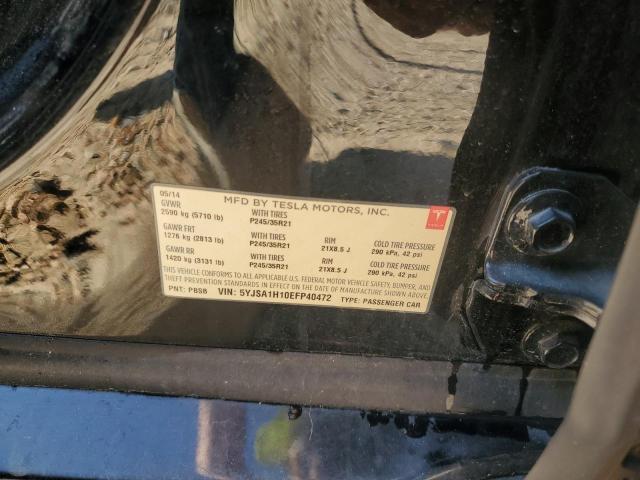 05/14 MFD BY TESLA MOTORS, INC.
GVWR WITH TIRES
2590 kg (5710 lb) P245/35R21
GAWR FRT WITH TIRES RIM COLD TIRE PRESSURE
1276 kg (2813 lb) P245/35R21 21X8.5 J 290 kPa, 42 psi
GAWR RR WITH TIRES RIM COLD TIRE PRESSURE
1420 kg (3131 lb) P245/35R21 21X8.5 J 290 kPa, 42 psi
THIS VEHICLE CONFORMS TO ALL APPLICABLE U.S. FEDERAL MOTOR VEHICLE SAFETY, BUMPER, AND
THEFT PREVENTION STANDARDS IN EFFECT ON THE DATE OF MANUFACTURE SHOWN ABOVE.
PNT: PBSB VIN: 5YJSA1H10EFP40472 TYPE: PASSENGER CAR